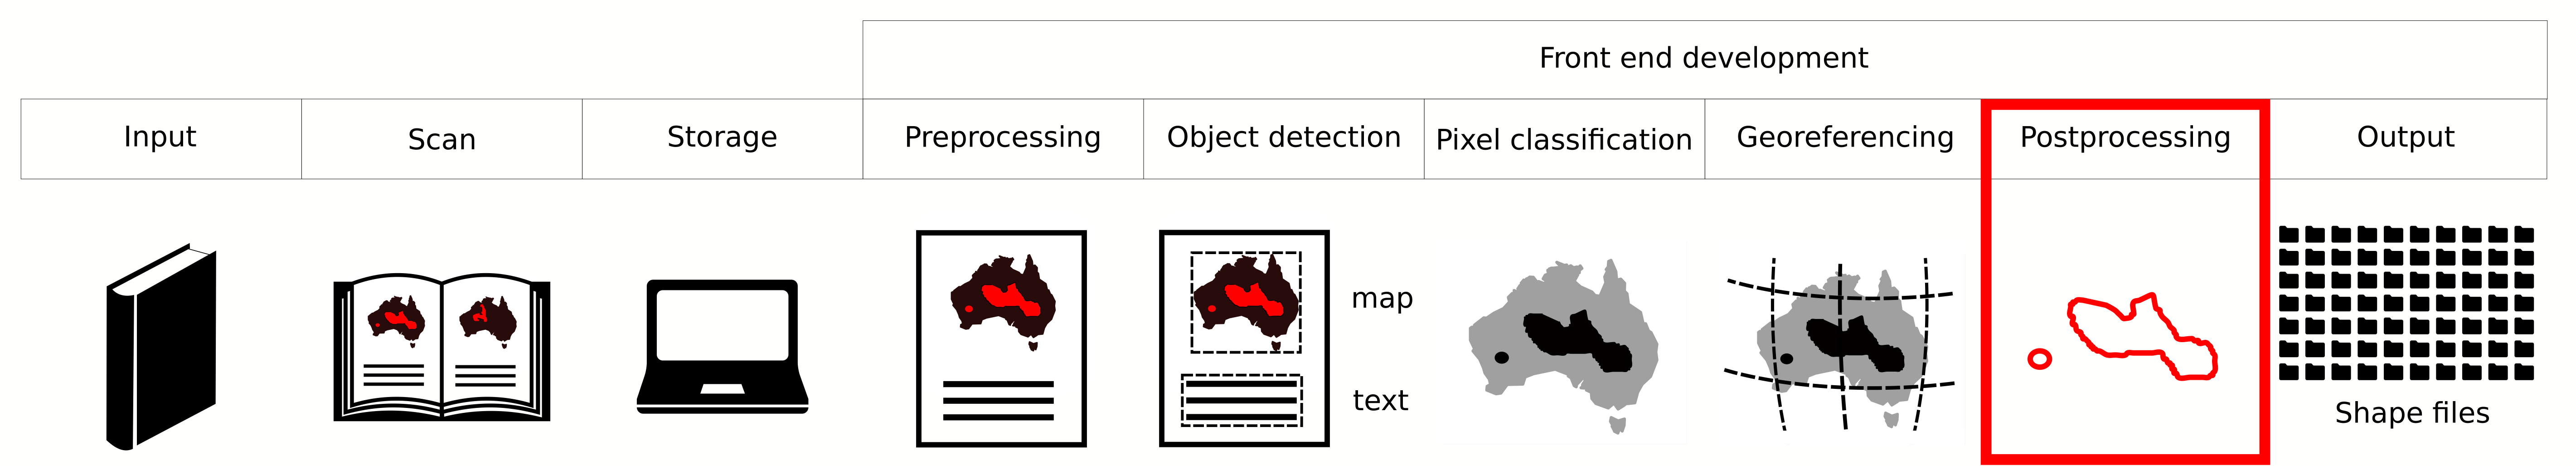 Front end development
Input
Scan
Storage
Preprocessing
Object detection
Pixel classification
Georeferencing
Postprocessing
Output
map
text
Shape files